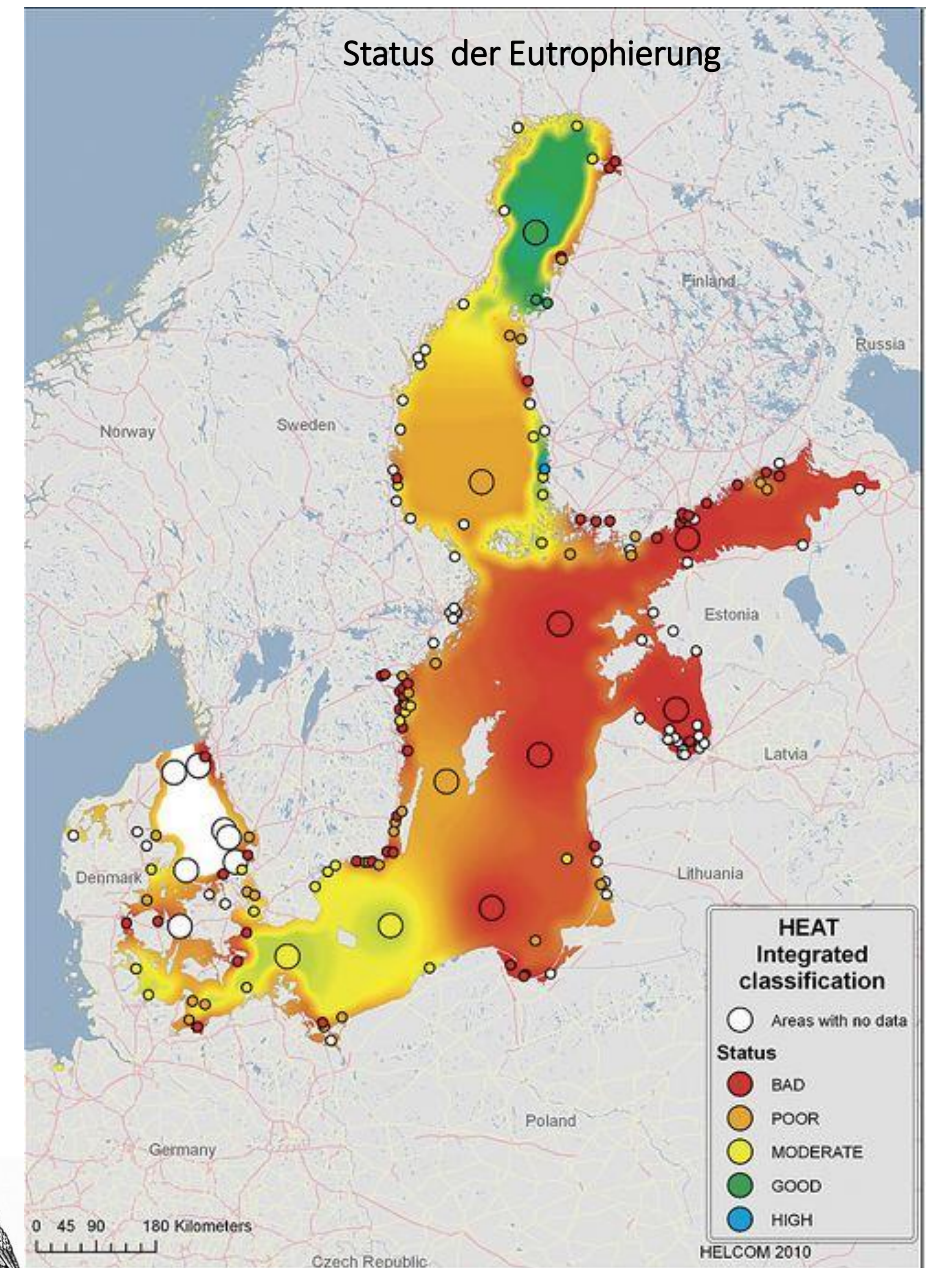 Status der Eutrophierung
Finland
Russia
Norway
Sweden
Estonia
Latvia
Denmark
Lithuania
HEAT
Integrated
classification
Areas with no data
Status
BAD
POOR
MODERATE
GOOD
HIGH
Poland
Germany
0 45 90 180 Kilometers
HELCOM 2010
Czech Republic